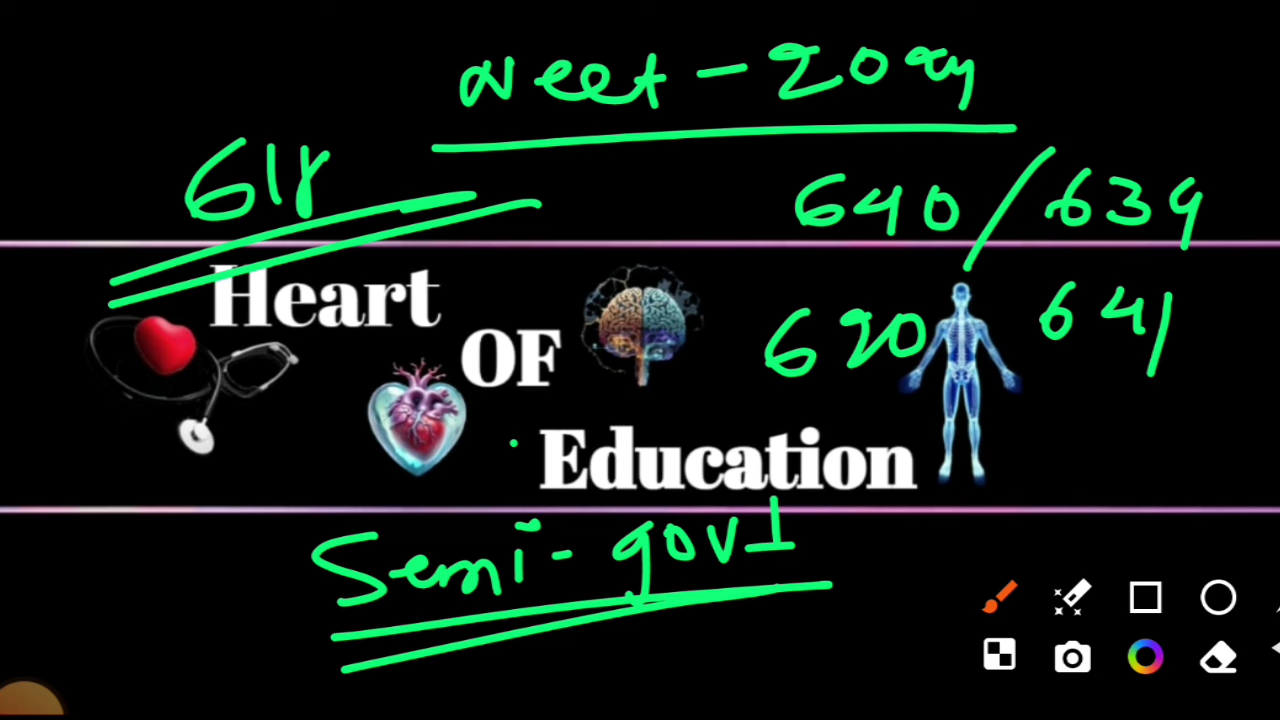 Neet - 2024
618
640/639
Heart
641
620
OF
Education
Semi-govt